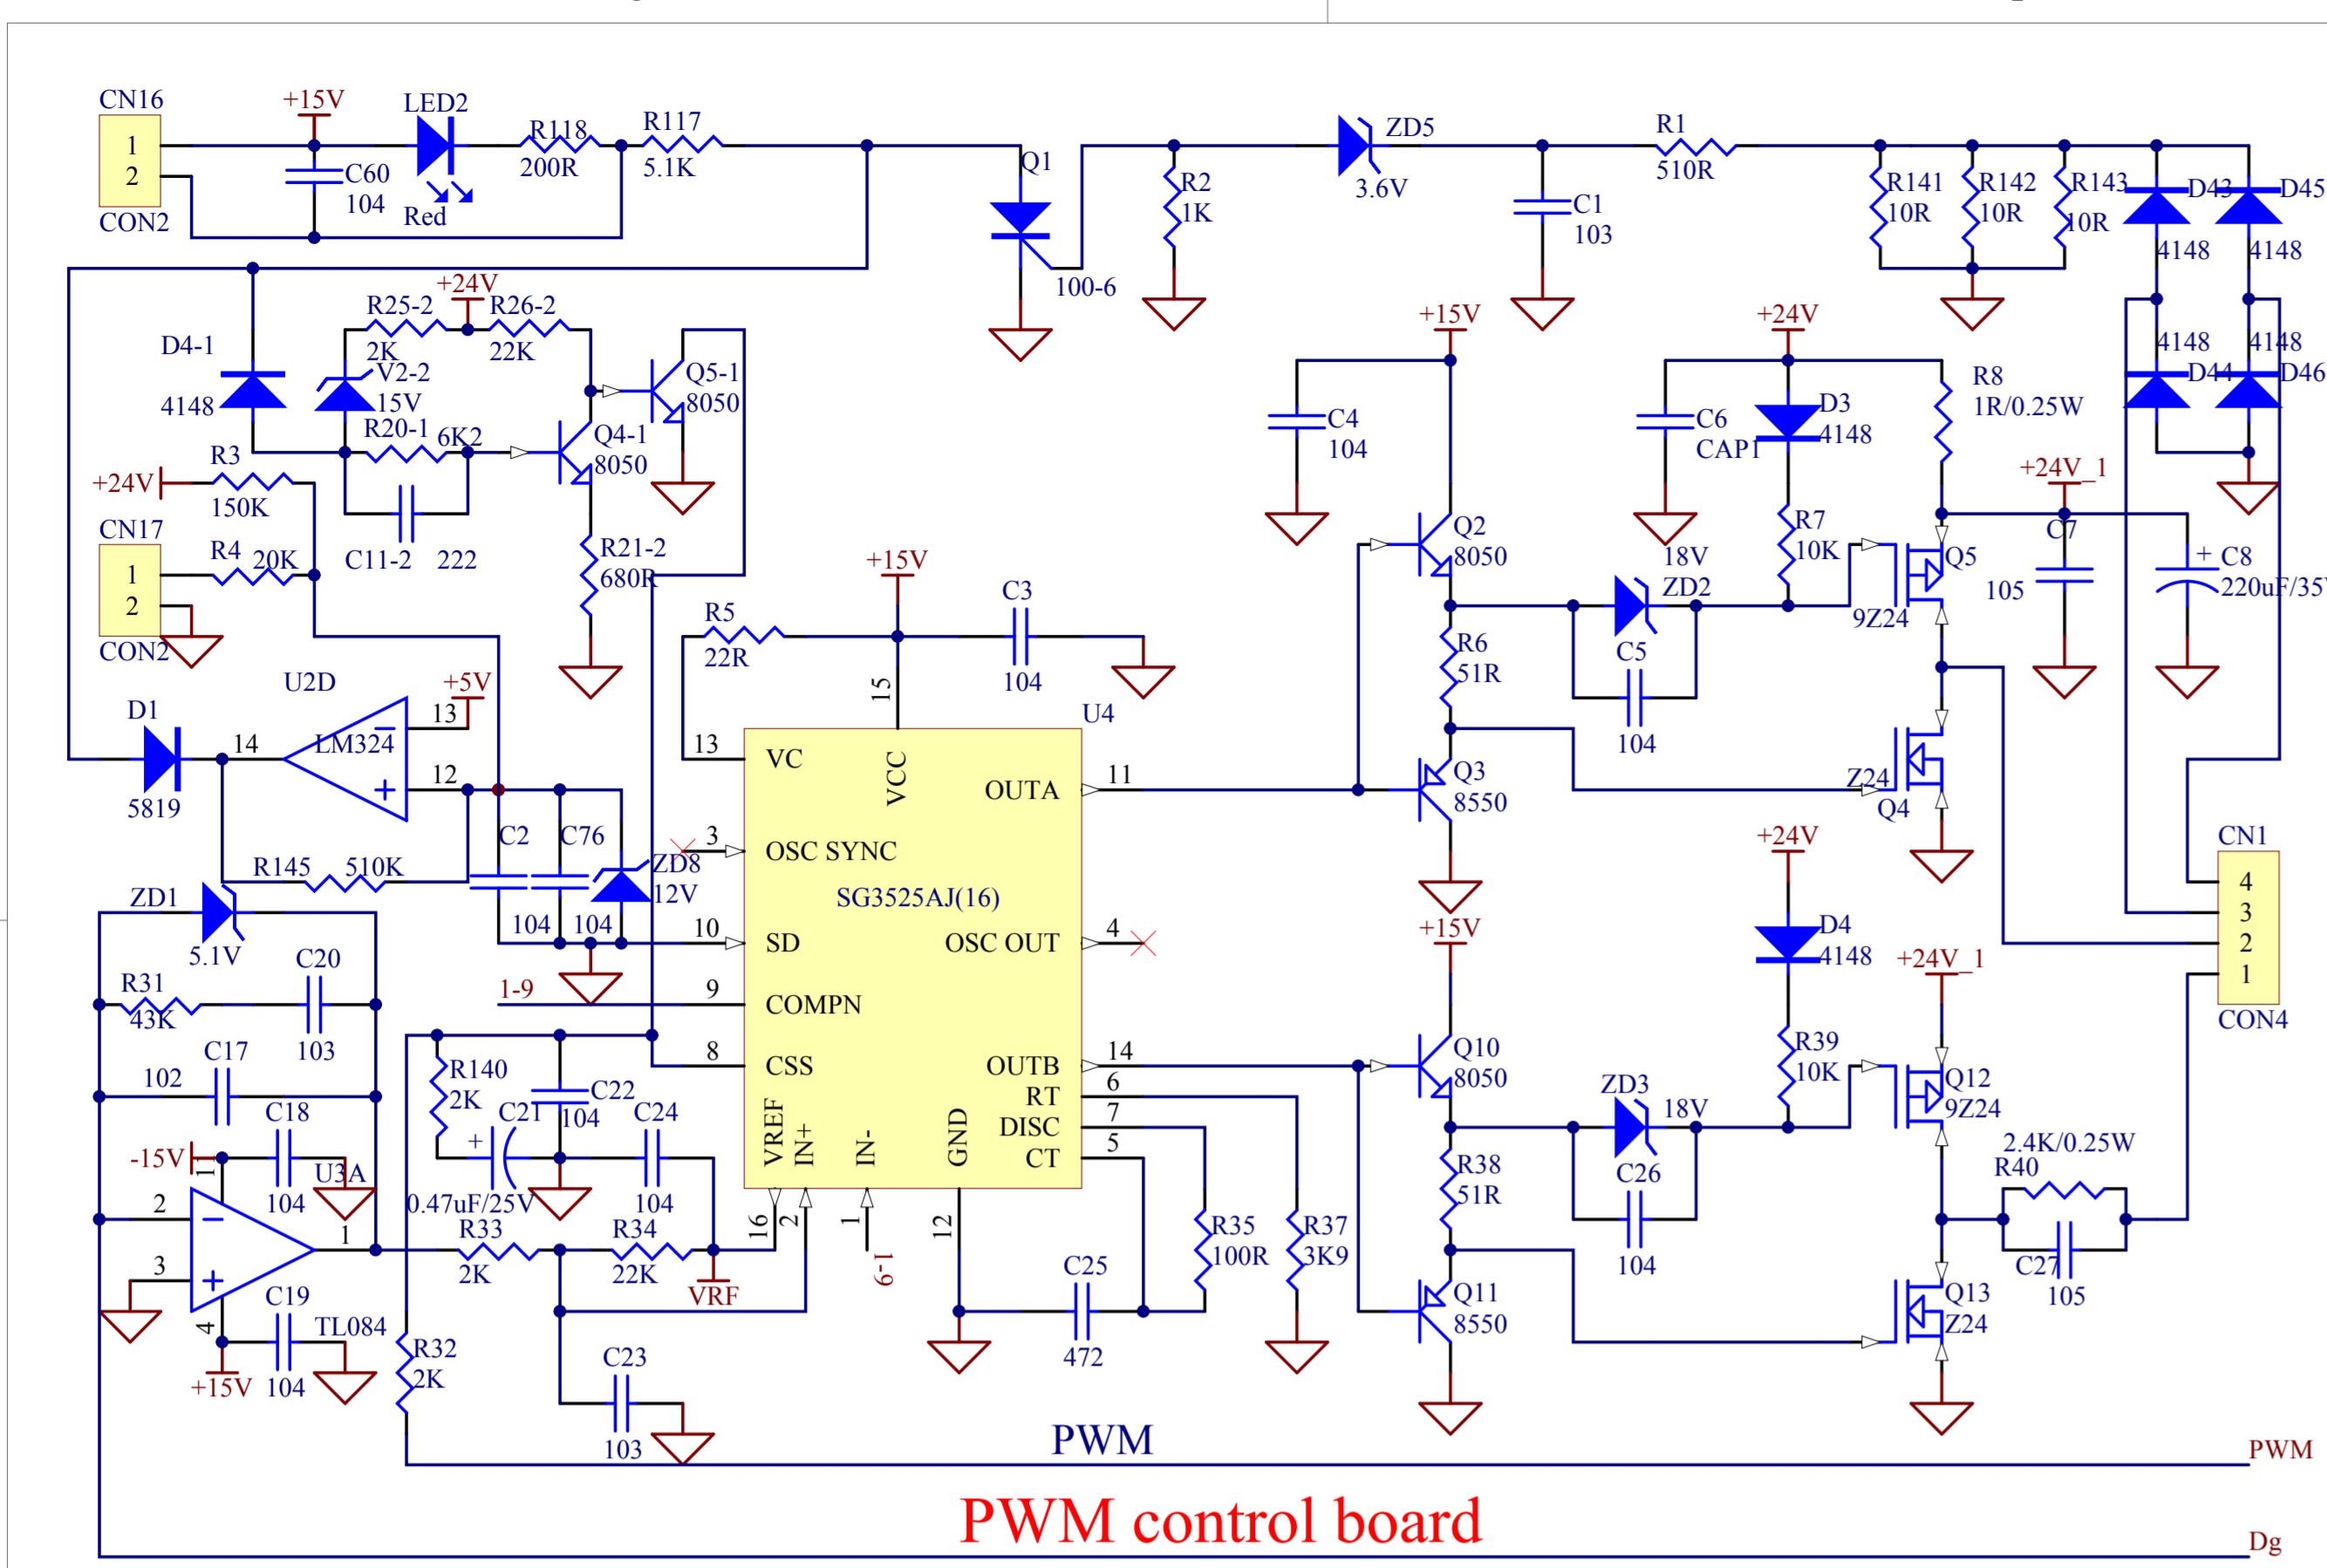 CN16
+15V
LED2
R118
R117
1
2
CON2
C60
104
Red
200R
5.1K
Q1
100-6
R2
1K
ZD5
3.6V
C1
103
R1
510R
R141
10R
R142
10R
R143
10R
D43
4148
D45
4148
4148
D44
4148
D46
D4-1
4148
R25-2
2K
+24V
R26-2
22K
V2-2
15V
R20-1
6K2
Q5-1
8050
Q4-1
8050
R3
+24V
150K
C11-2
222
R21-2
680R
CN17
1
2
CON2
R4
20K
+15V
C4
104
+24V
C6
CAP1
D3
4148
R8
1R/0.25W
+24V_1
C7
105
+
C8
220uF/35V
Q2
8050
R7
10K
18V
ZD2
Q5
9Z24
R6
51R
C5
104
Q3
8550
Z24
Q4
+15V
R5
22R
C3
104
U2D
+5V
13
LM324
12
14
D1
5819
C2
104
C76
104
ZD8
12V
R145
510K
ZD1
5.1V
R31
43K
C20
103
C17
102
C18
104
-15V
11
U3A
2
3
1
4
C19
104
TL084
+15V
U4
15
13
VC
VCC
OUTA
11
3
OSC SYNC
SG3525AJ(16)
10
SD
OSC OUT
4
1-9
9
COMPN
8
CSS
OUTB
14
RT
6
DISC
7
CT
5
VREF
IN+
IN-
GND
16
2
1
12
1-9
R140
2K
C22
104
C21
+
0.47uF/25V
C24
104
R33
2K
R34
22K
VRF
R32
2K
C23
103
C25
472
R35
100R
R37
3K9
+15V
Q10
8050
R38
51R
Q11
8550
+24V
D4
4148
R39
10K
ZD3
18V
C26
104
+24V_1
Q12
9Z24
Q13
Z24
2.4K/0.25W
R40
C27
105
CN1
4
3
2
1
CON4
PWM
PWM
PWM control board
Dg